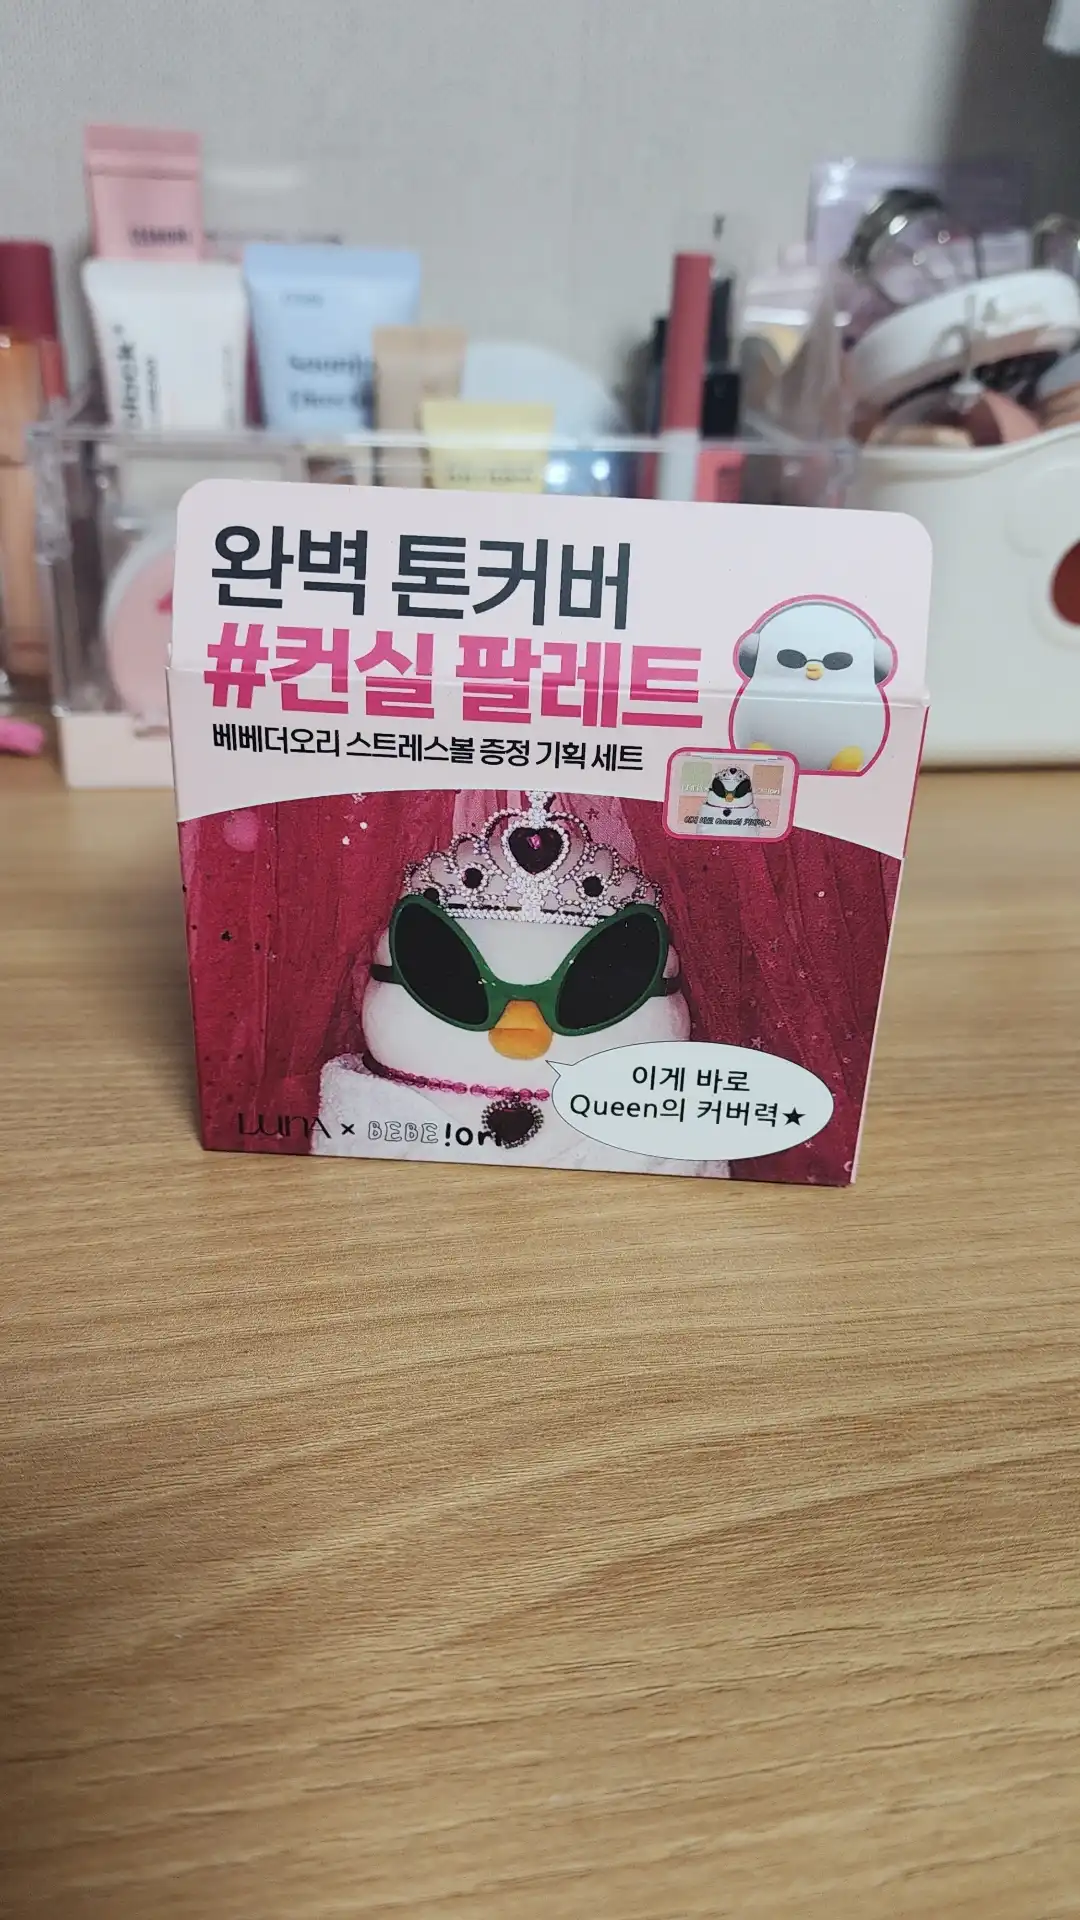 완벽 톤커버
#컨실 팔레트
베베더오리 스트레스볼 증정 기획 세트
이게 바로
Queen의 커버력★
LUNA × BEBE!ori